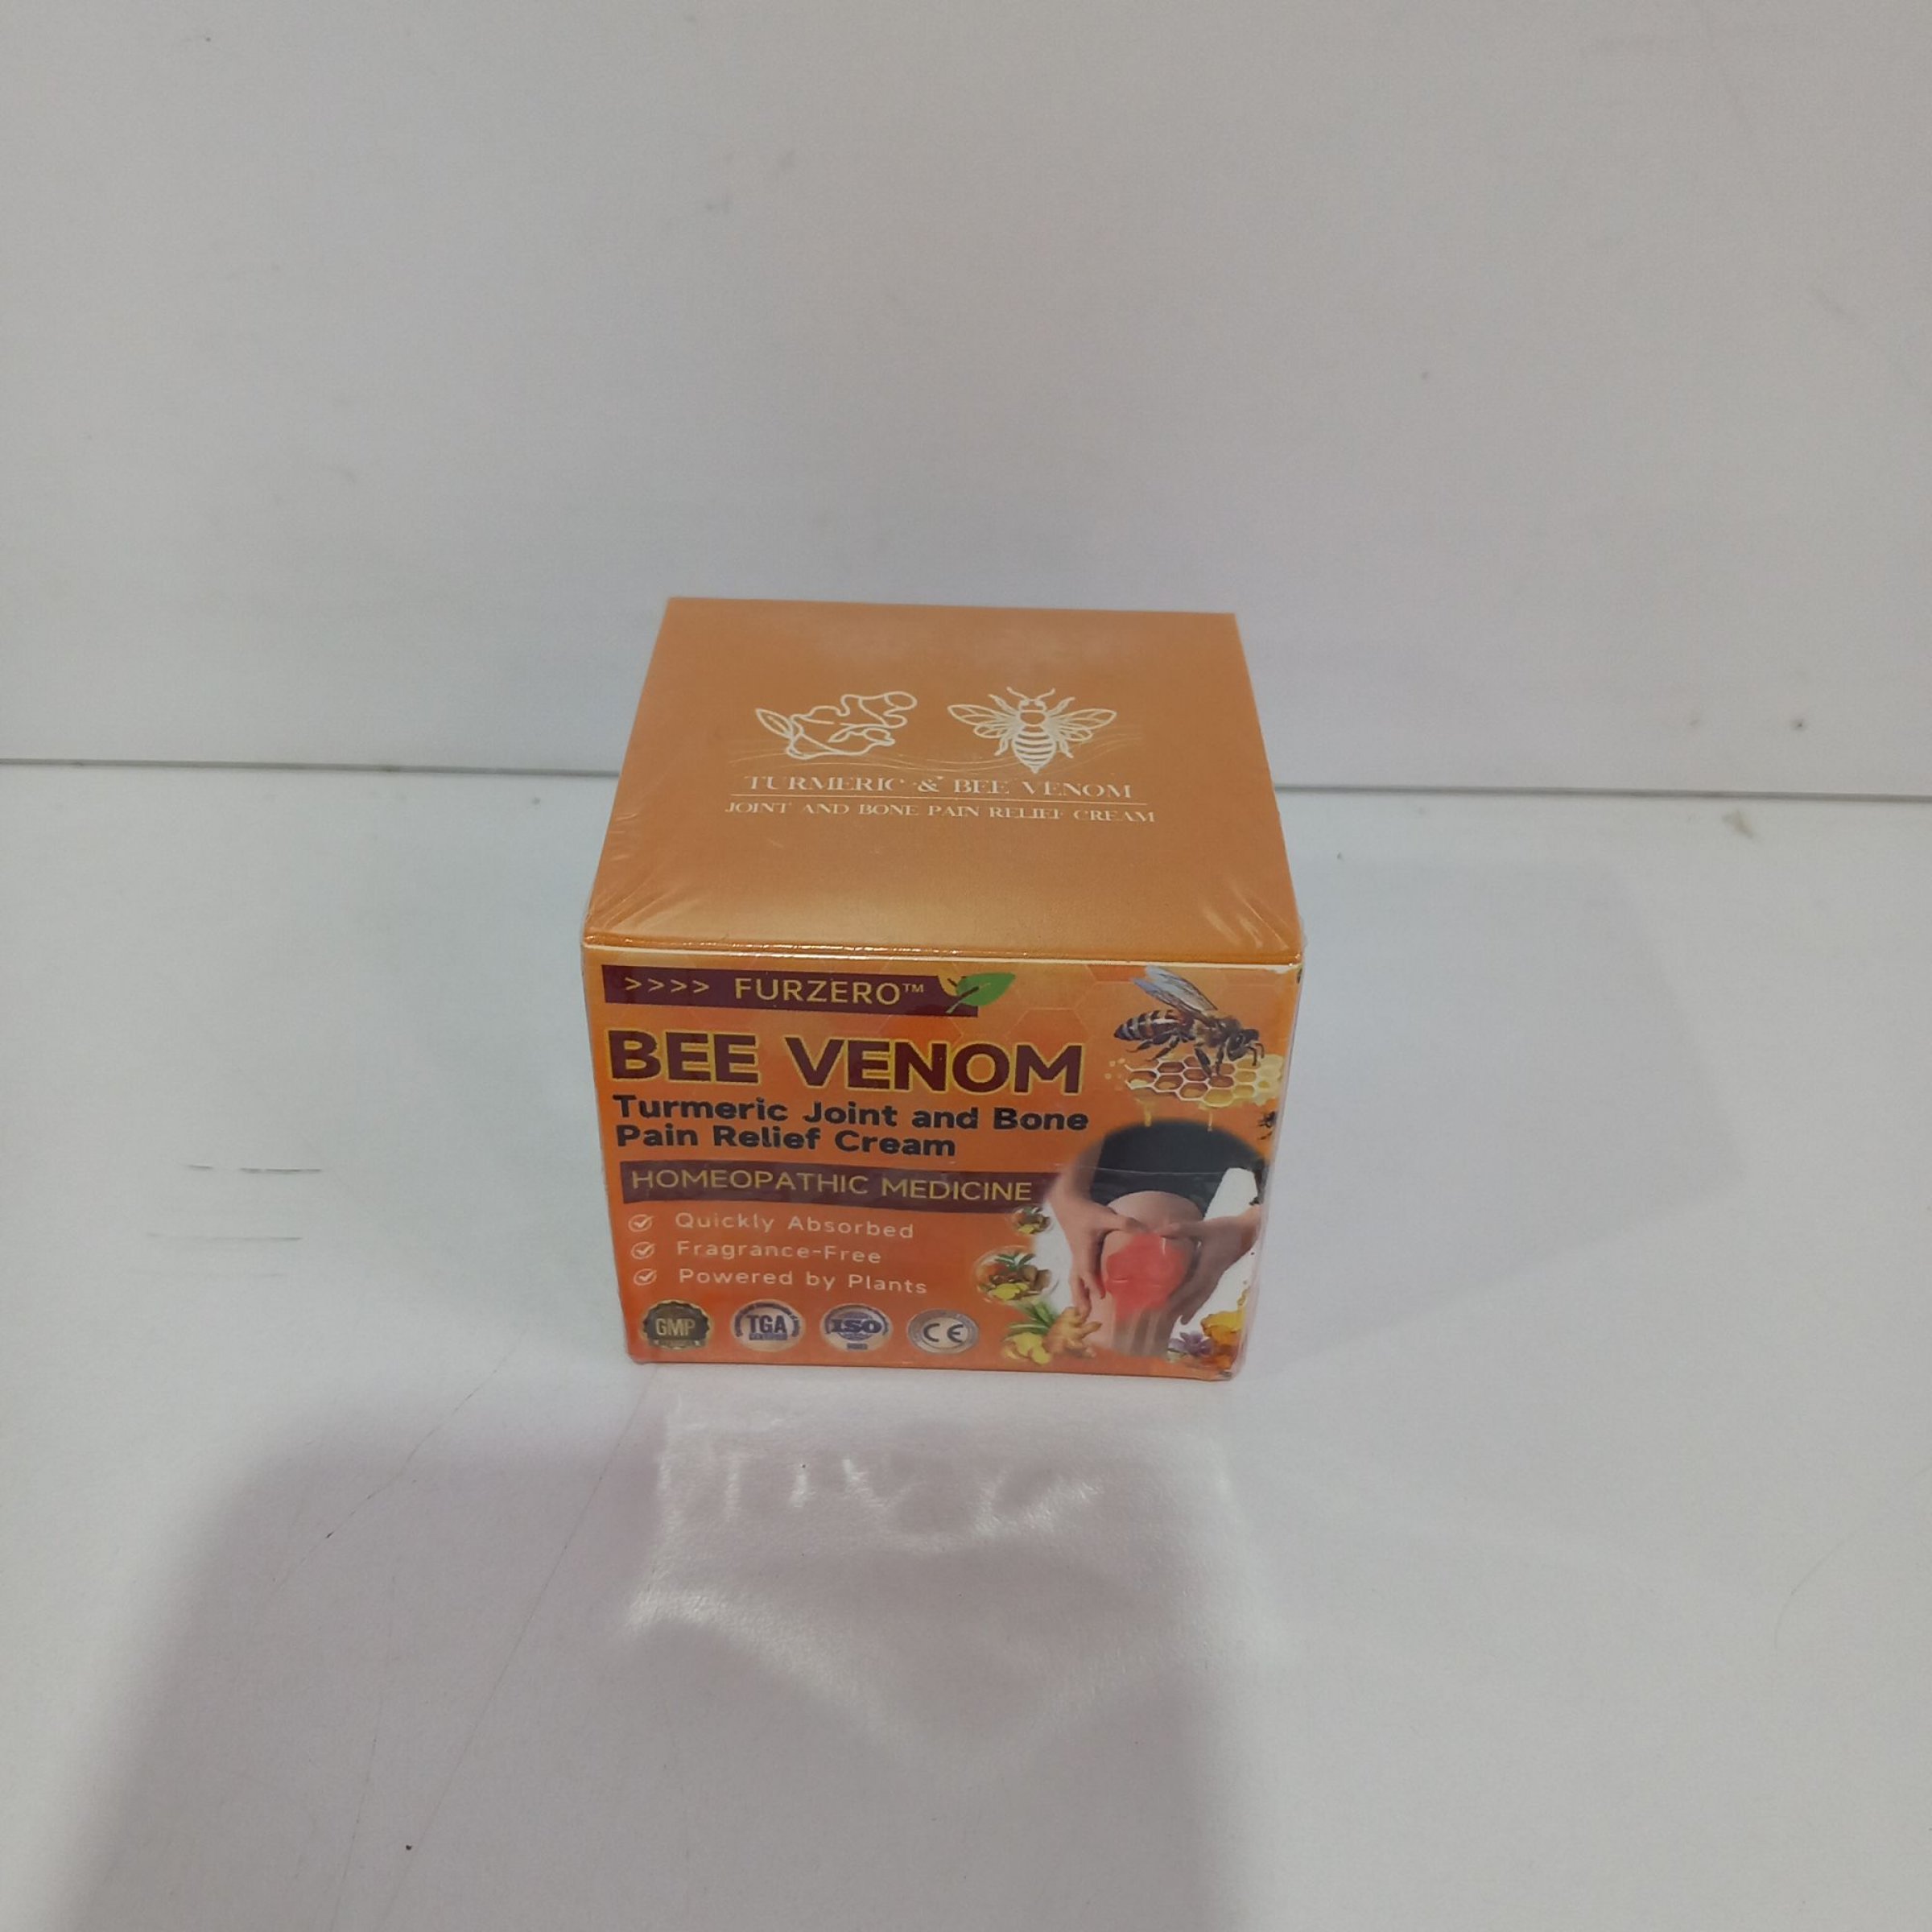 TURMERIC & BEE VENOM
JOINT AND BONE PAIN RELIEF CREAM
>>>> FURZERO™
BEE VENOM
Turmeric Joint and Bone
Pain Relief Cream
HOMEOPATHIC MEDICINE
Quickly Absorbed
Fragrance-Free
Powered by Plants
GMP TGA ISO CE